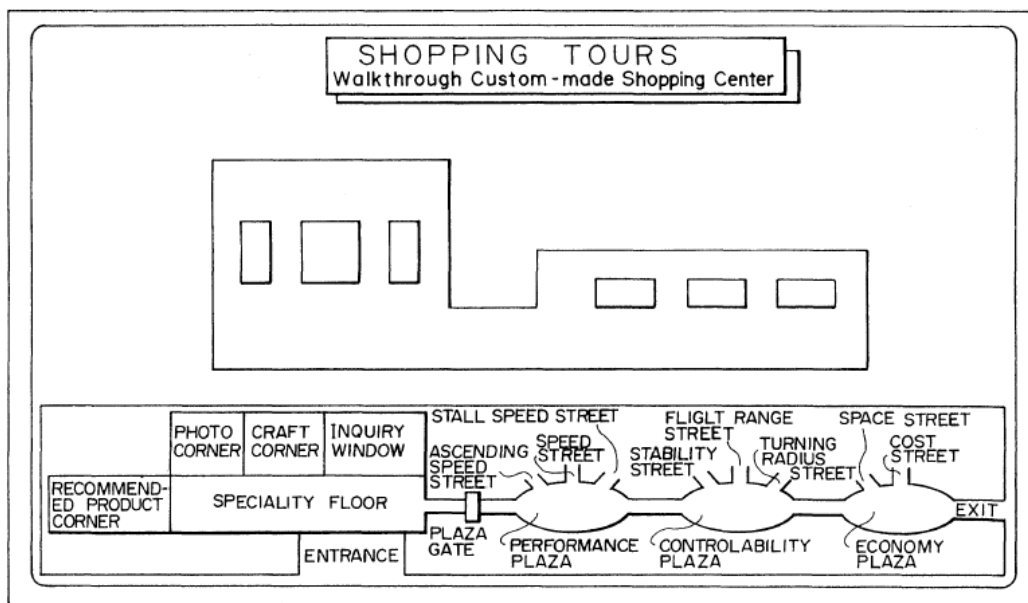 SHOPPING TOURS
Walkthrough Custom-made Shopping Center
STALL SPEED STREET
FLIGLT RANGE
STREET
SPACE STREET
PHOTO
CORNER
CRAFT
CORNER
INQUIRY
WINDOW
ASCENDING
SPEED
STREET
SPEED
STREET
STABILITY
STREET
TURNING
RADIUS
STREET
COST
STREET
RECOMMEND-
ED PRODUCT
CORNER
SPECIALITY FLOOR
EXIT
PLAZA
GATE
PERFORMANCE
PLAZA
CONTROLABILITY
PLAZA
ECONOMY
PLAZA
ENTRANCE